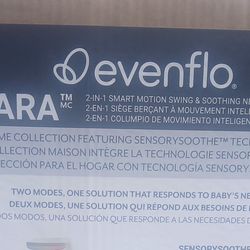 evenflo
ARA™ MC
2-IN-1 SMART MOTION SWING & SOOTHING
2-EN-1 SIÈGE BERÇANT À MOUVEMENT
2-EN-1 COLUMPIO DE MOVIMIENTO
ME COLLECTION FEATURING SENSORYSOOTHE™
COLLECTION MAISON INTÈGRE LA TECHNOLOGIE
ECCIÓN PARA EL HOGAR CON TECNOLOGÍA
TWO MODES, ONE SOLUTION THAT RESPONDS TO BABY'S
DEUX MODES, UNE SOLUTION QUI RÉPOND AUX BESOINS DE
DOS MODOS, UNA SOLUCIÓN QUE RESPONDE A LAS NECESIDADES
SENSORYSOOTHE